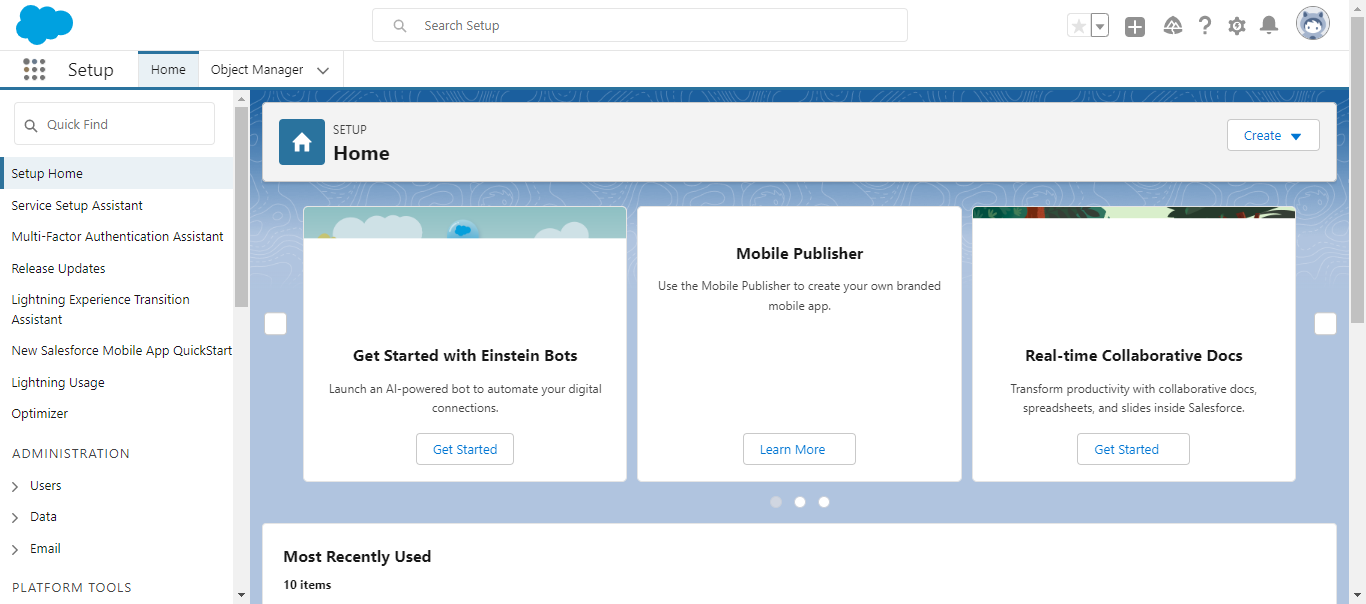 Search Setup
Setup
Home
Object Manager
Quick Find
Setup Home
Service Setup Assistant
Multi-Factor Authentication Assistant
Release Updates
Lightning Experience Transition
Assistant
New Salesforce Mobile App QuickStart
Lightning Usage
Optimizer
ADMINISTRATION
Users
Data
Email
PLATFORM TOOLS
SETUP
Home
Create
Get Started with Einstein Bots
Launch an AI-powered bot to automate your digital
connections.
Get Started
Mobile Publisher
Use the Mobile Publisher to create your own branded
mobile app.
Learn More
Real-time Collaborative Docs
Transform productivity with collaborative docs,
spreadsheets, and slides inside Salesforce.
Get Started
Most Recently Used
10 items